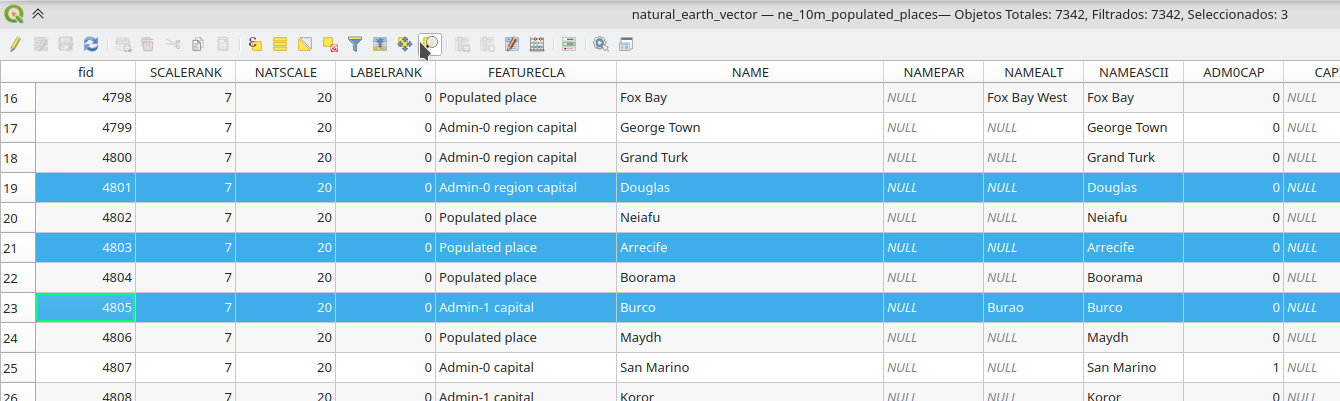 natural_earth_vector — ne_10m_populated_places— Objetos Totales: 7342, Filtrados: 7342, Seleccionados: 3
fid SCALERANK NATSCALE LABELRANK FEATURECLA NAME NAMEPAR NAMEALT NAMEASCII ADM0CAP CAP
16 4798 7 20 0 Populated place Fox Bay NULL Fox Bay West Fox Bay 0 NULL
17 4799 7 20 0 Admin-0 region capital George Town NULL NULL George Town 0 NULL
18 4800 7 20 0 Admin-0 region capital Grand Turk NULL NULL Grand Turk 0 NULL
19 4801 7 20 0 Admin-0 region capital Douglas NULL NULL Douglas 0 NULL
20 4802 7 20 0 Populated place Neiafu NULL NULL Neiafu 0 NULL
21 4803 7 20 0 Populated place Arrecife NULL NULL Arrecife 0 NULL
22 4804 7 20 0 Populated place Boorama NULL NULL Boorama 0 NULL
23 4805 7 20 0 Admin-1 capital Burco NULL Burao Burco 0 NULL
24 4806 7 20 0 Populated place Maydh NULL NULL Maydh 0 NULL
25 4807 7 20 0 Admin-0 capital San Marino NULL NULL San Marino 1 NULL
26 4808 7 20 0 Admin-1 capital Koror NULL NULL Koror 0 NULL